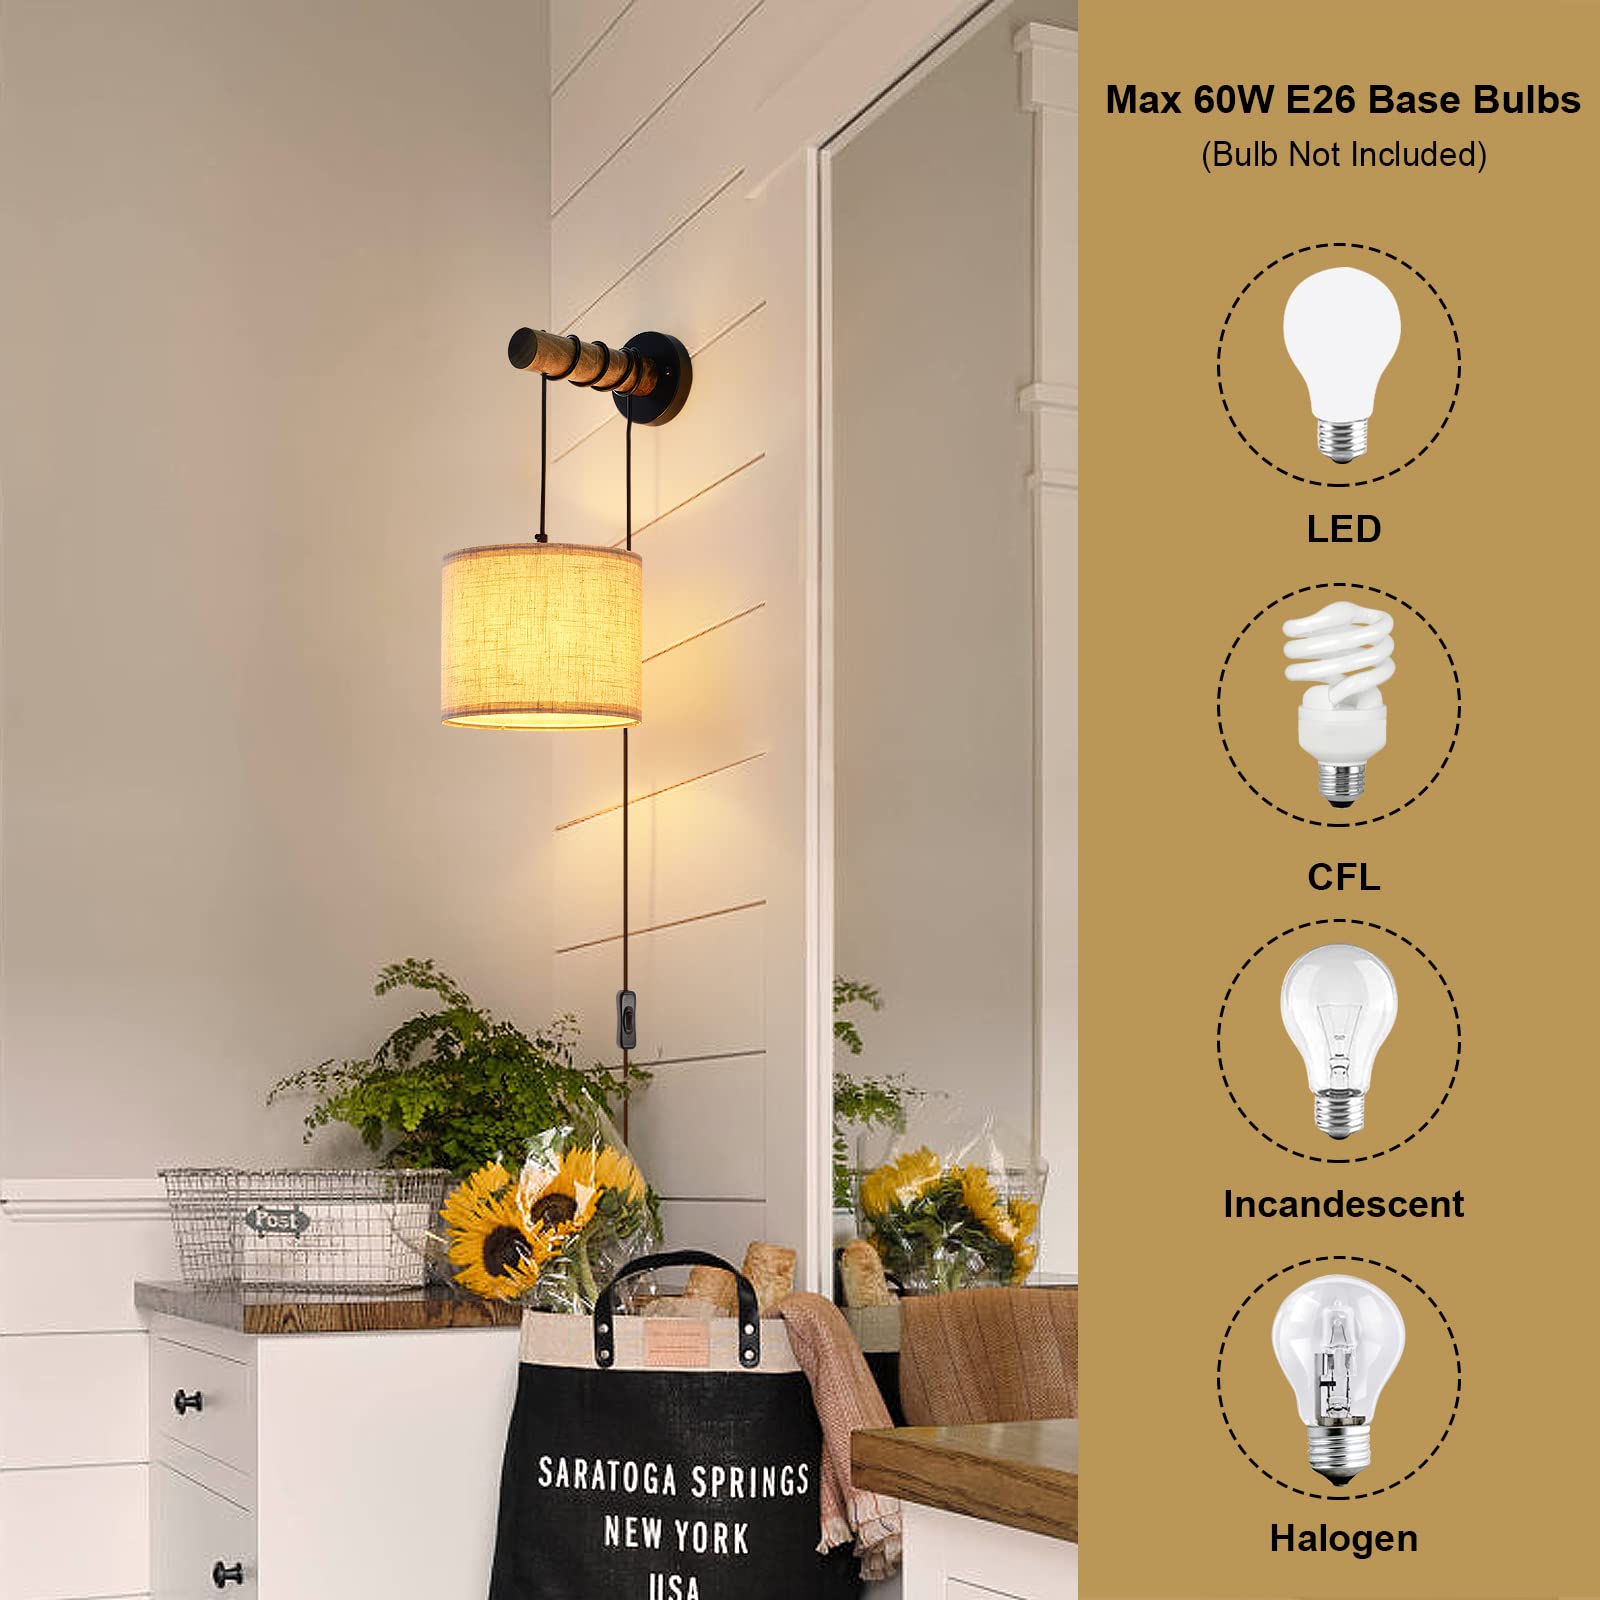 Max 60W E26 Base Bulbs
(Bulb Not Included)
LED
CFL
Incandescent
Halogen
Post
SARATOGA SPRINGS
NEW YORK
USA